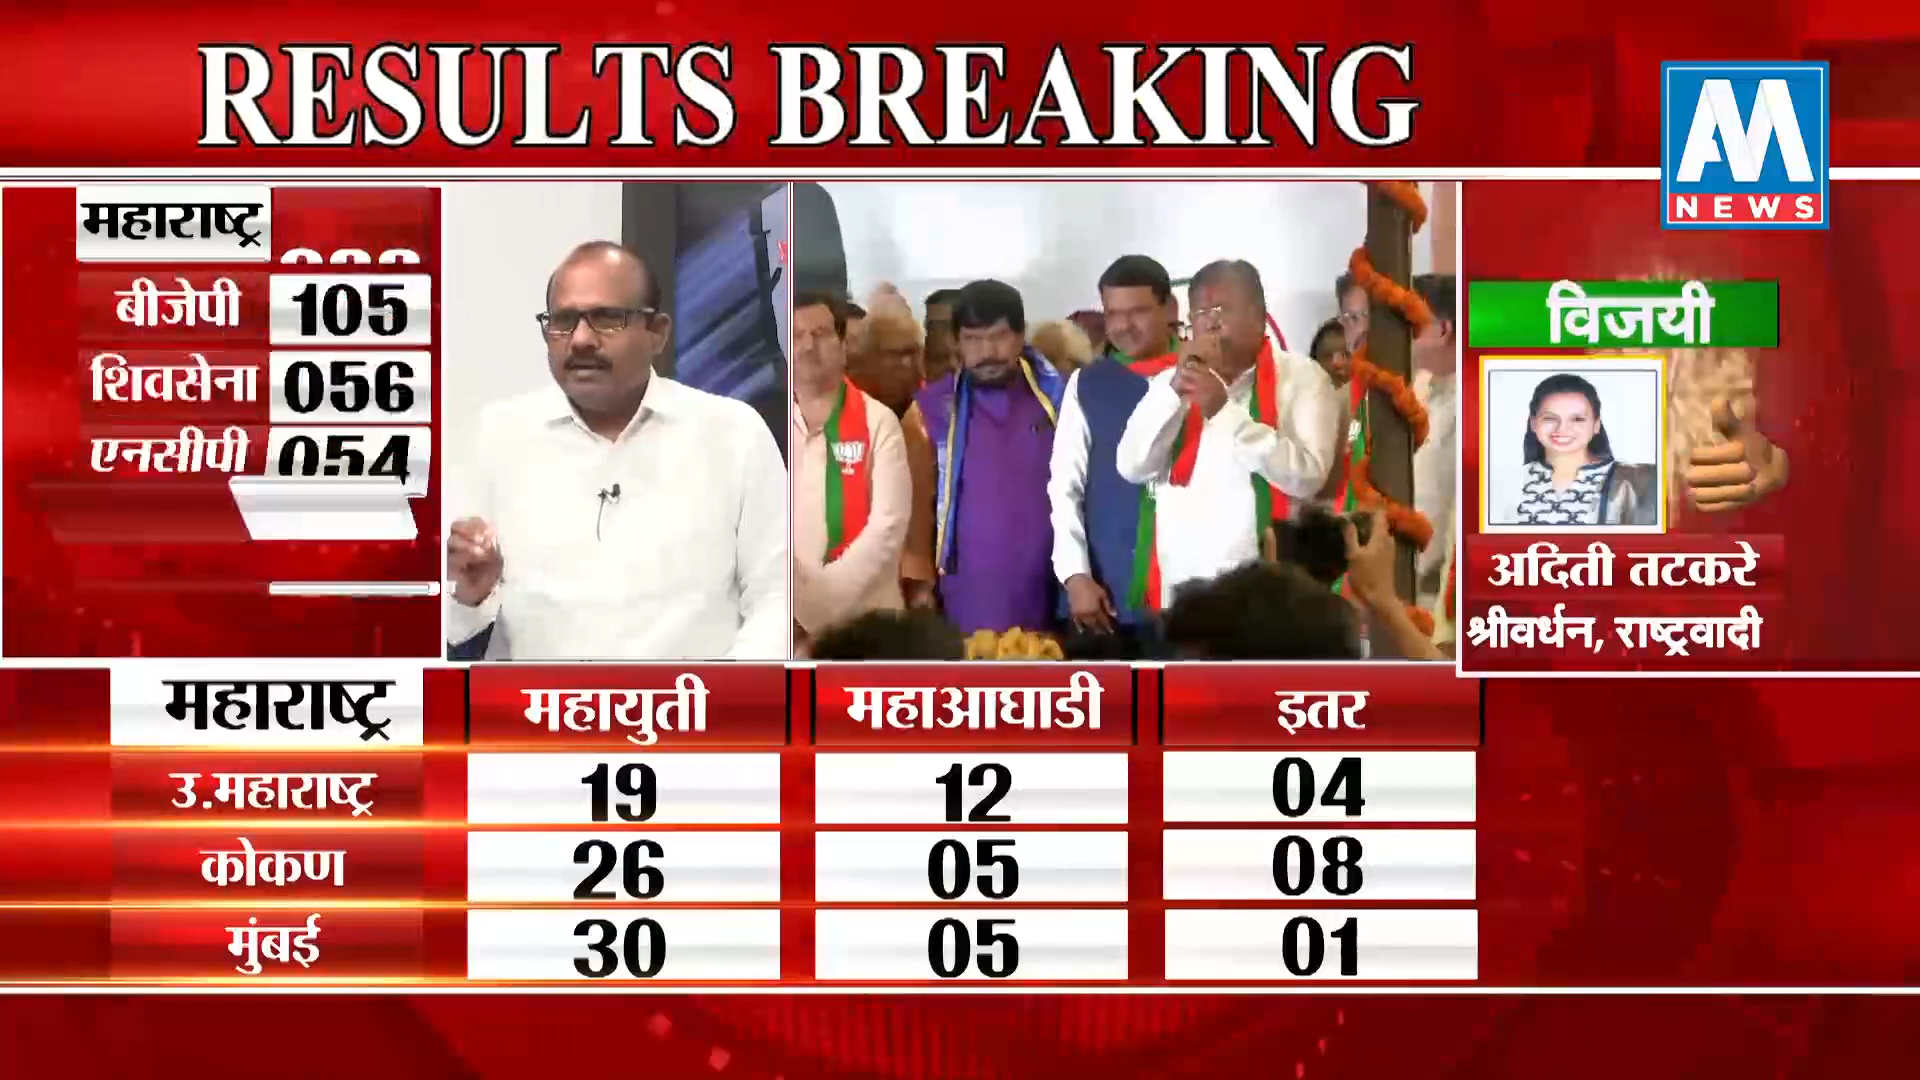 RESULTS BREAKING
AM
NEWS
महाराष्ट्र
बीजेपी 105
शिवसेना 056
एनसीपी 054
विजयी
अदिती तटकरे
श्रीवर्धन, राष्ट्रवादी
महाराष्ट्र महायुती महाआघाडी इतर
उ.महाराष्ट्र 19 12 04
कोकण 26 05 08
मुंबई 30 05 01